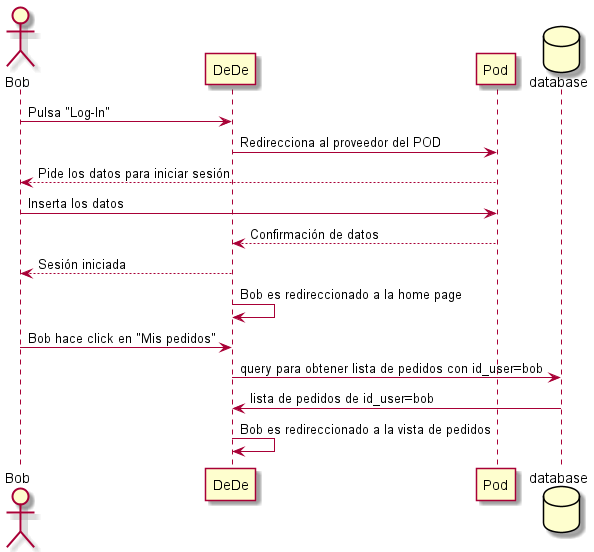 Bob
DeDe
Pod
database
Pulsa "Log-In"
Redirecciona al proveedor del POD
Pide los datos para iniciar sesión
Inserta los datos
Confirmación de datos
Sesión iniciada
Bob es redireccionado a la home page
Bob hace click en "Mis pedidos"
query para obtener lista de pedidos con id_user=bob
lista de pedidos de id_user=bob
Bob es redireccionado a la vista de pedidos
Bob
DeDe
Pod
database